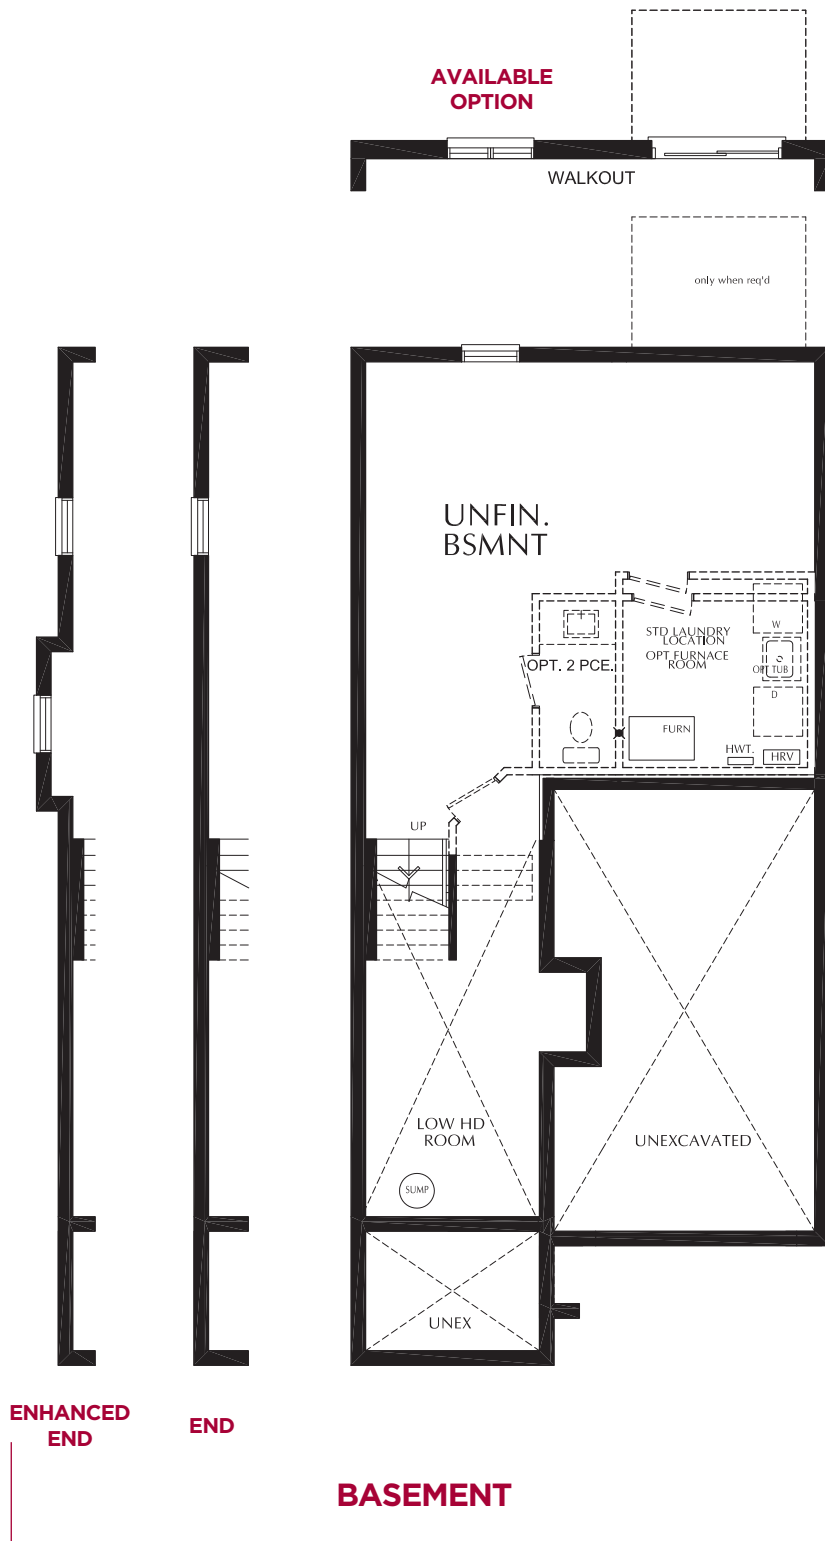 AVAILABLE
OPTION
WALKOUT
only when req'd
UNFIN.
BSMNT
STD LAUNDRY
LOCATION
OPT FURNACE
ROOM
W
OPT TUB
D
OPT. 2 PCE.
FURN
HWT.
HRV
UP
LOW HD
ROOM
UNEXCAVATED
SUMP
UNEX
ENHANCED
END
END
BASEMENT